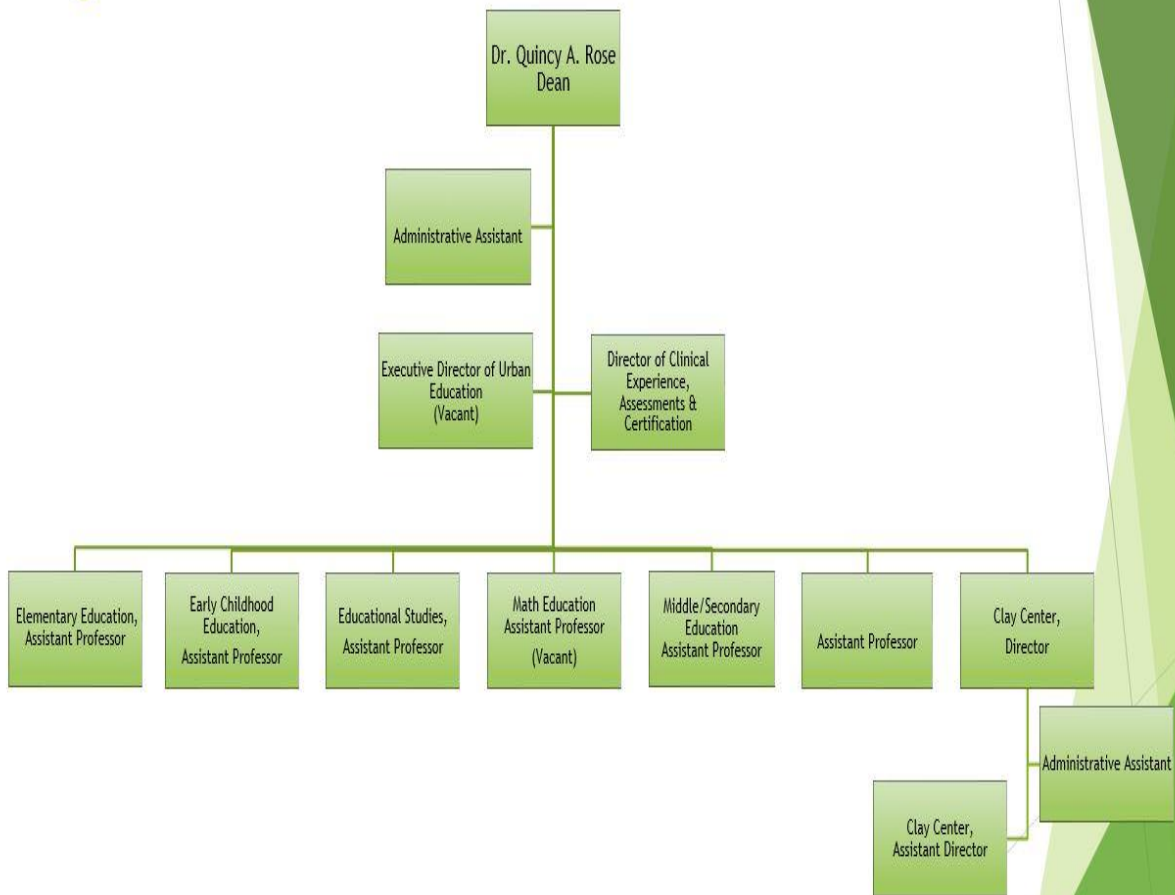 Dr. Quincy A. Rose
Dean
Administrative Assistant
Executive Director of Urban
Education
(Vacant)
Director of Clinical
Experience,
Assessments &
Certification
Elementary Education,
Assistant Professor
Early Childhood
Education,
Assistant Professor
Educational Studies,
Assistant Professor
Math Education
Assistant Professor
(Vacant)
Middle/Secondary
Education
Assistant Professor
Assistant Professor
Clay Center,
Director
Administrative Assistant
Clay Center,
Assistant Director